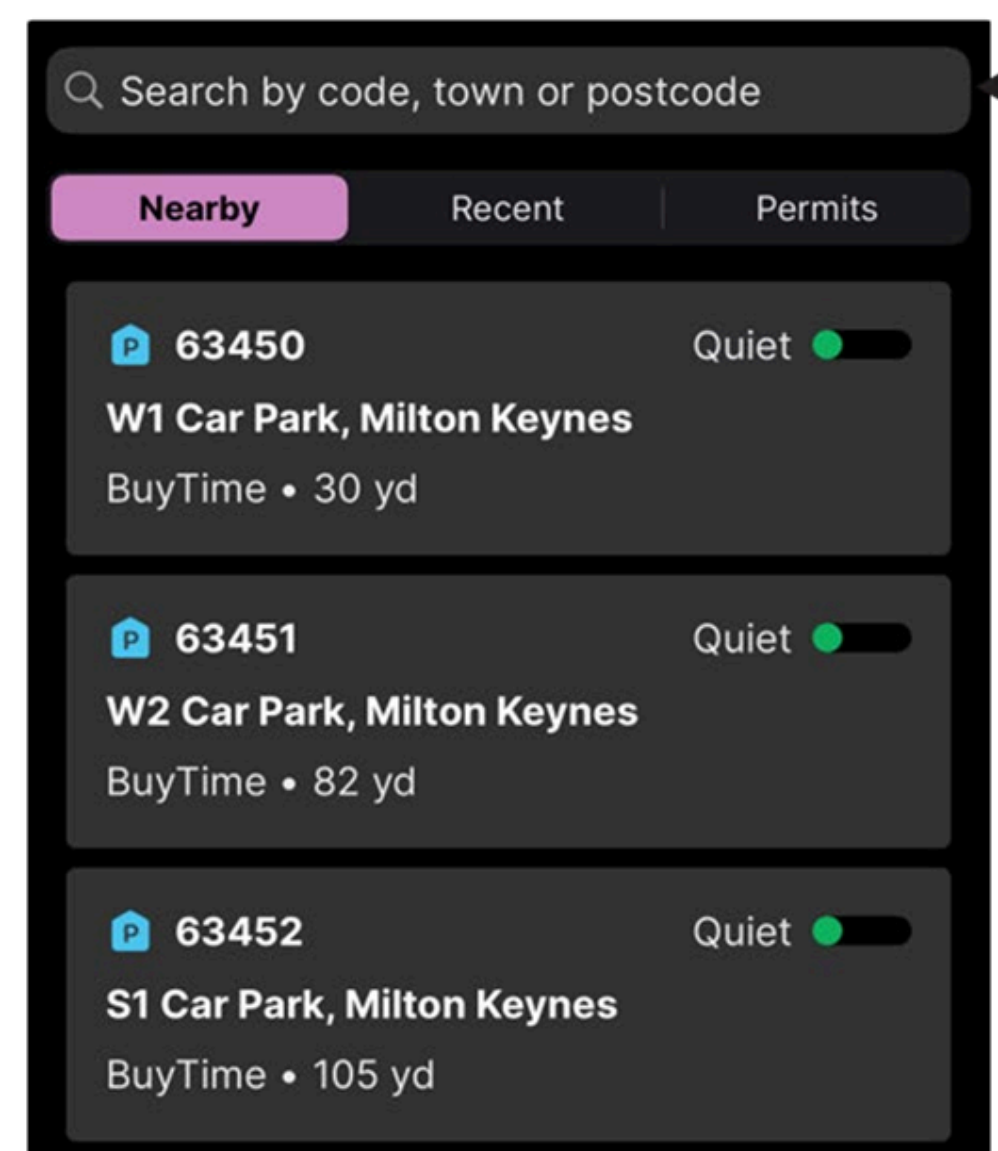 Search by code, town or postcode
Nearby Recent Permits
P 63450 Quiet
W1 Car Park, Milton Keynes
BuyTime • 30 yd
P 63451 Quiet
W2 Car Park, Milton Keynes
BuyTime • 82 yd
P 63452 Quiet
S1 Car Park, Milton Keynes
BuyTime • 105 yd